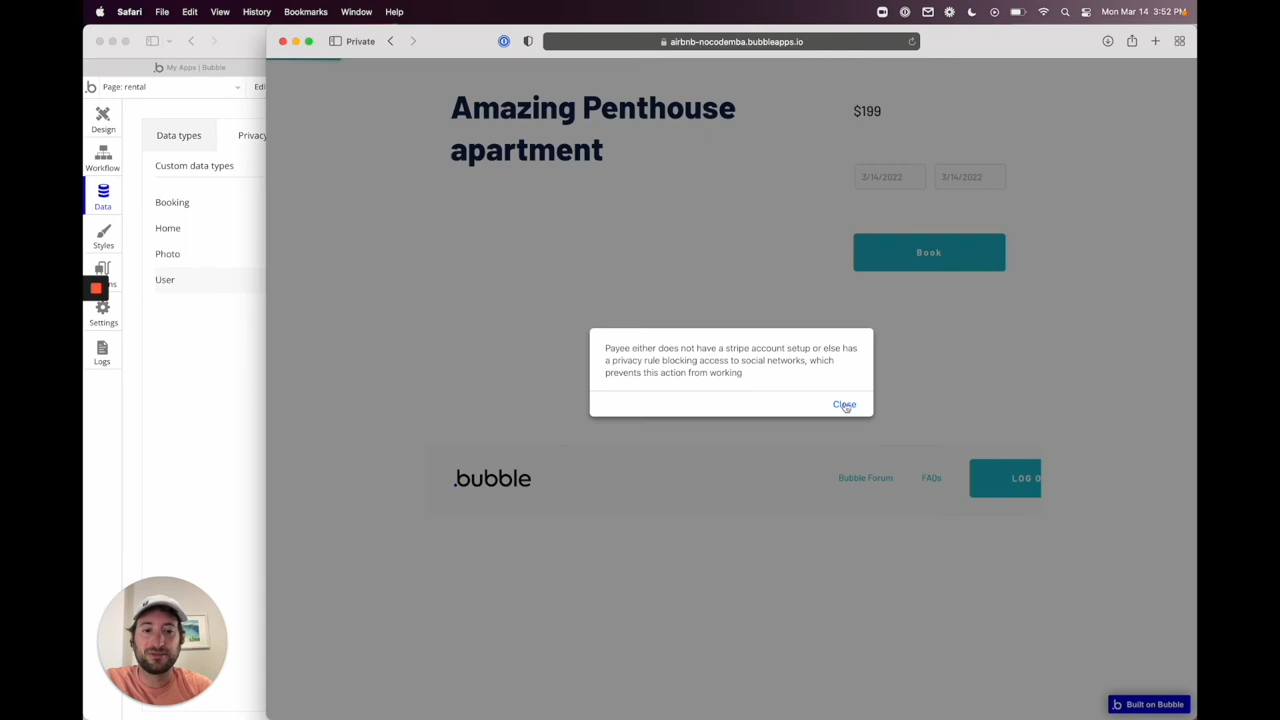 Safari File Edit View History Bookmarks Window Help
Mon Mar 14 3:52 PM
Private
airbnb-nocodemba.bubbleapps.io
My Apps | Bubble
Page: rental
Design
Workflow
Data
Styles
Settings
Logs
Data types
Privacy
Custom data types
Booking
Home
Photo
User
Amazing Penthouse
apartment
$199
3/14/2022 3/14/2022
Book
Payee either does not have a stripe account setup or else has
a privacy rule blocking access to social networks, which
prevents this action from working
Close
.bubble
Bubble Forum FAQs LOG O
Built on Bubble